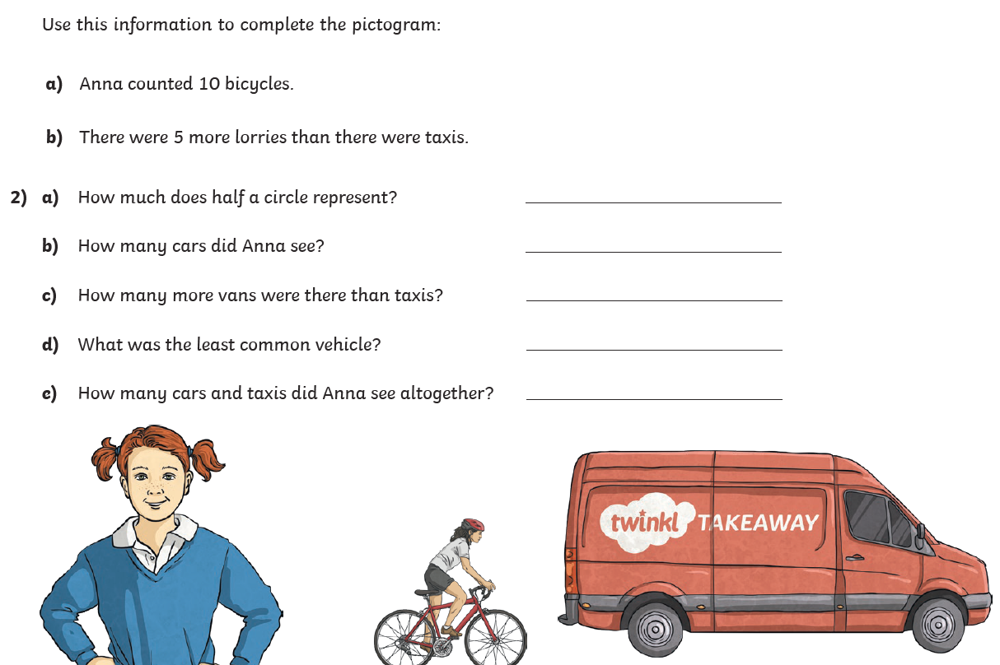 Use this information to complete the pictogram:
a) Anna counted 10 bicycles.
b) There were 5 more lorries than there were taxis.
2) a) How much does half a circle represent?
b) How many cars did Anna see?
c) How many more vans were there than taxis?
d) What was the least common vehicle?
e) How many cars and taxis did Anna see altogether?
twinkl TAKEAWAY